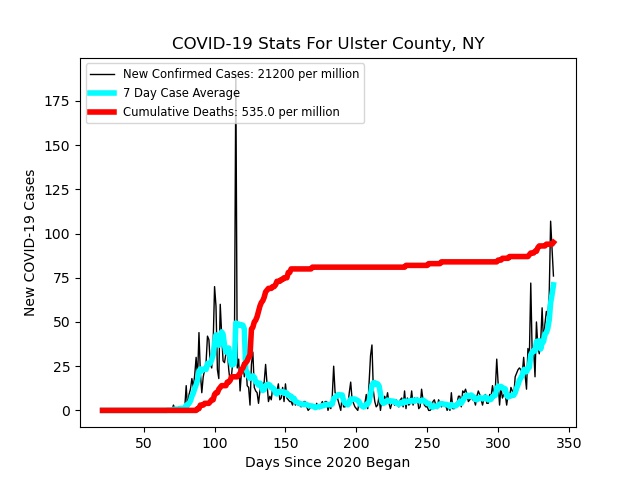 COVID-19 Stats For Ulster County, NY
New Confirmed Cases: 21200 per million
7 Day Case Average
Cumulative Deaths: 535.0 per million
New COVID-19 Cases
175
150
125
100
75
50
25
0
50 100 150 200 250 300 350
Days Since 2020 Began